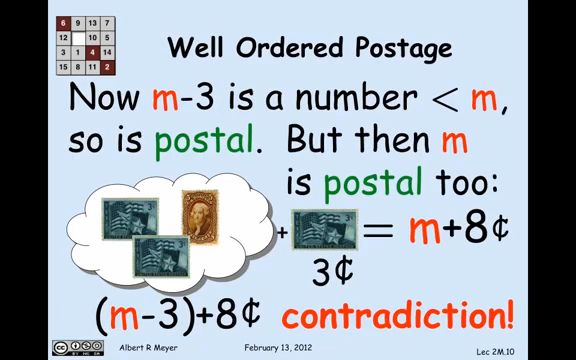 6 9 13 7
12 10 5
3 1 4 14
15 8 11 2
Well Ordered Postage
Now m-3 is a number < m,
so is postal. But then m
is postal too:
+ = m+8¢
3¢
(m-3)+8¢ contradiction!
Albert R Meyer February 13, 2012 Lec 2M.10